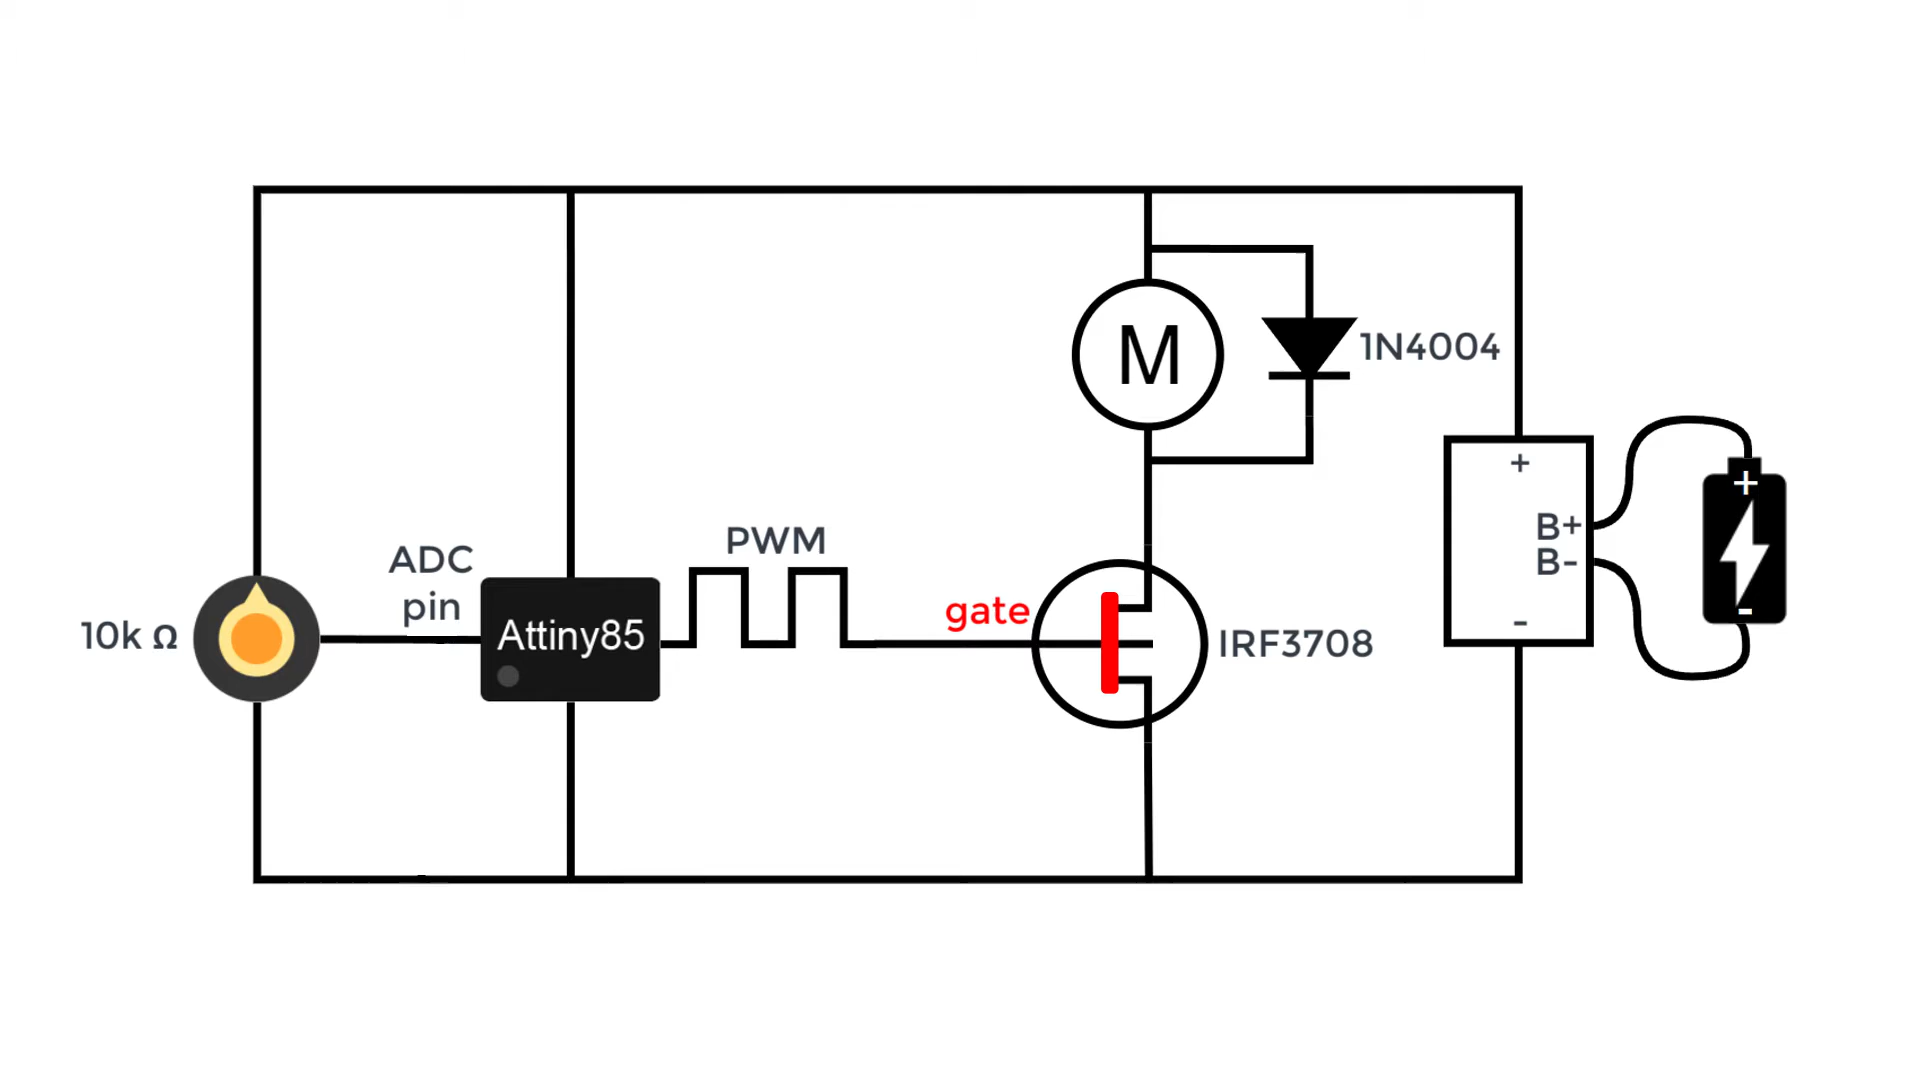 M
1N4004
+
B+
B-
-
+
-
PWM
ADC
pin
gate
10k Ω
Attiny85
IRF3708